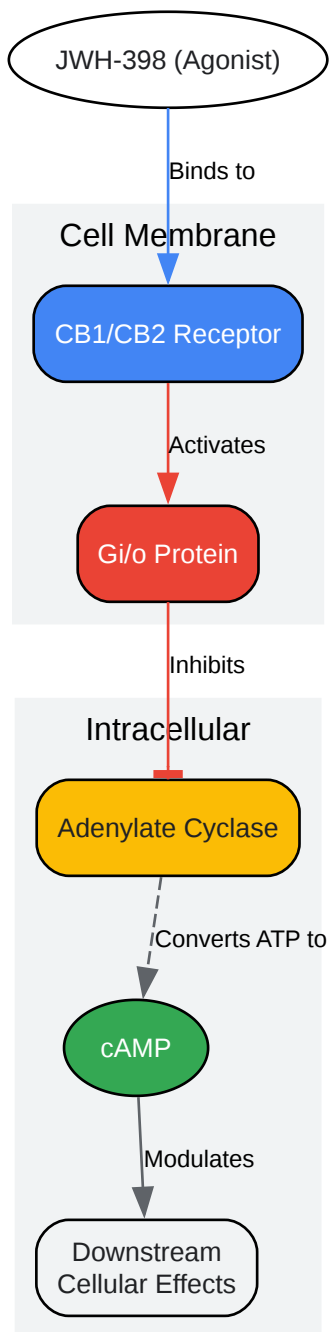 JWH-398 (Agonist)
Binds to
Cell Membrane
CB1/CB2 Receptor
Activates
Gi/o Protein
Inhibits
Intracellular
Adenylate Cyclase
Converts ATP to
cAMP
Modulates
Downstream
Cellular Effects